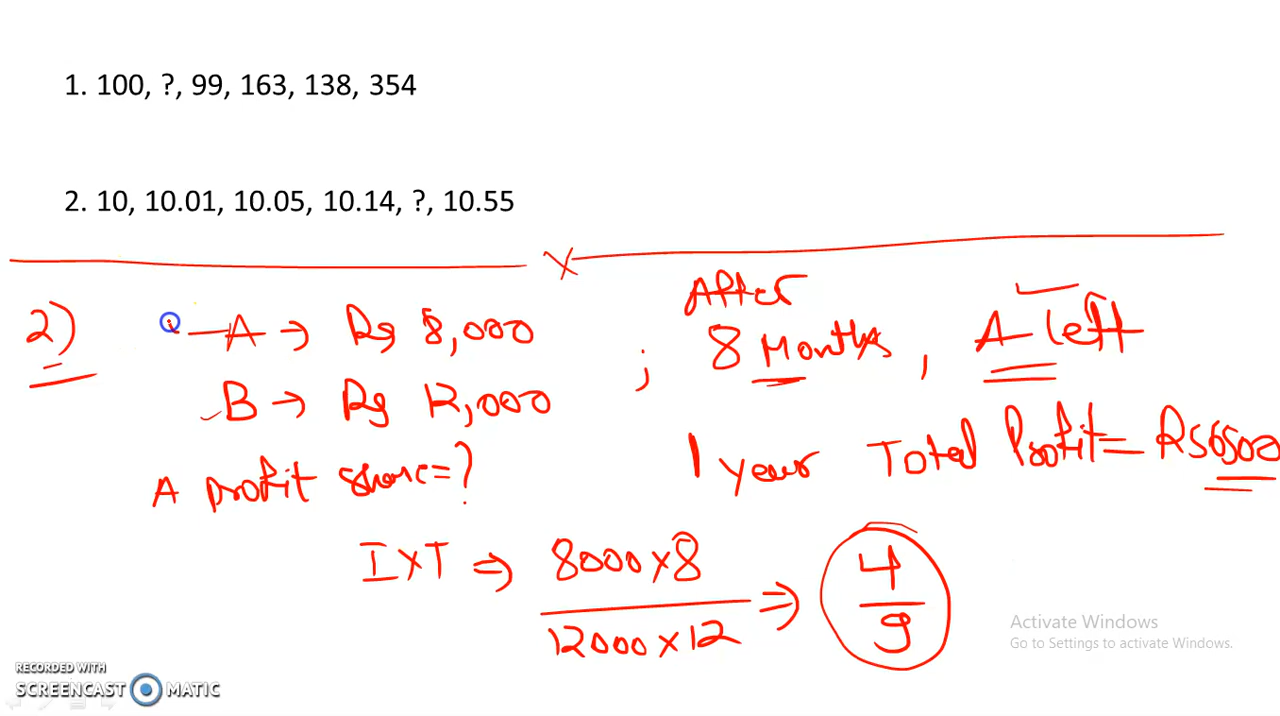 1. 100, ?, 99, 163, 138, 354
2. 10, 10.01, 10.05, 10.14, ?, 10.55
X
2) A → Rs 8,000 ; After 8 Months, A left
B → Rs 12,000
1 year Total Profit = Rs 6500
A profit share = ?
I×T ⇒ 8000×8 ⇒ 4
12000×12 9
Activate Windows
Go to Settings to activate Windows.
RECORDED WITH
SCREENCAST MATIC